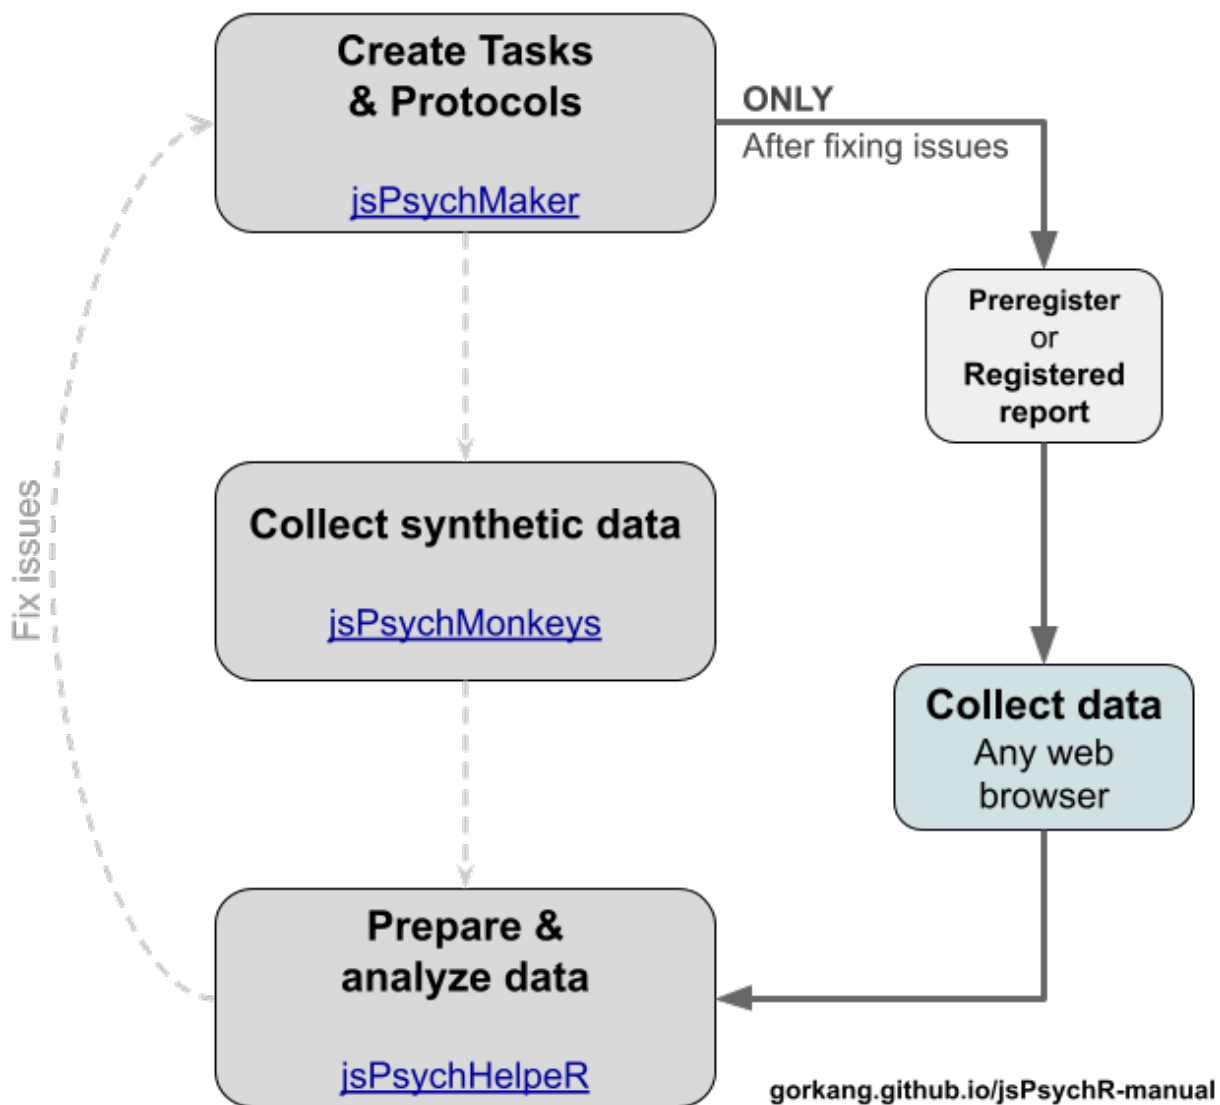 Create Tasks
& Protocols
jsPsychMaker
ONLY
After fixing issues
Preregister
or
Registered
report
Fix issues
Collect synthetic data
jsPsychMonkeys
Collect data
Any web
browser
Prepare &
analyze data
jsPsychHelpeR
gorkang.github.io/jsPsychR-manual